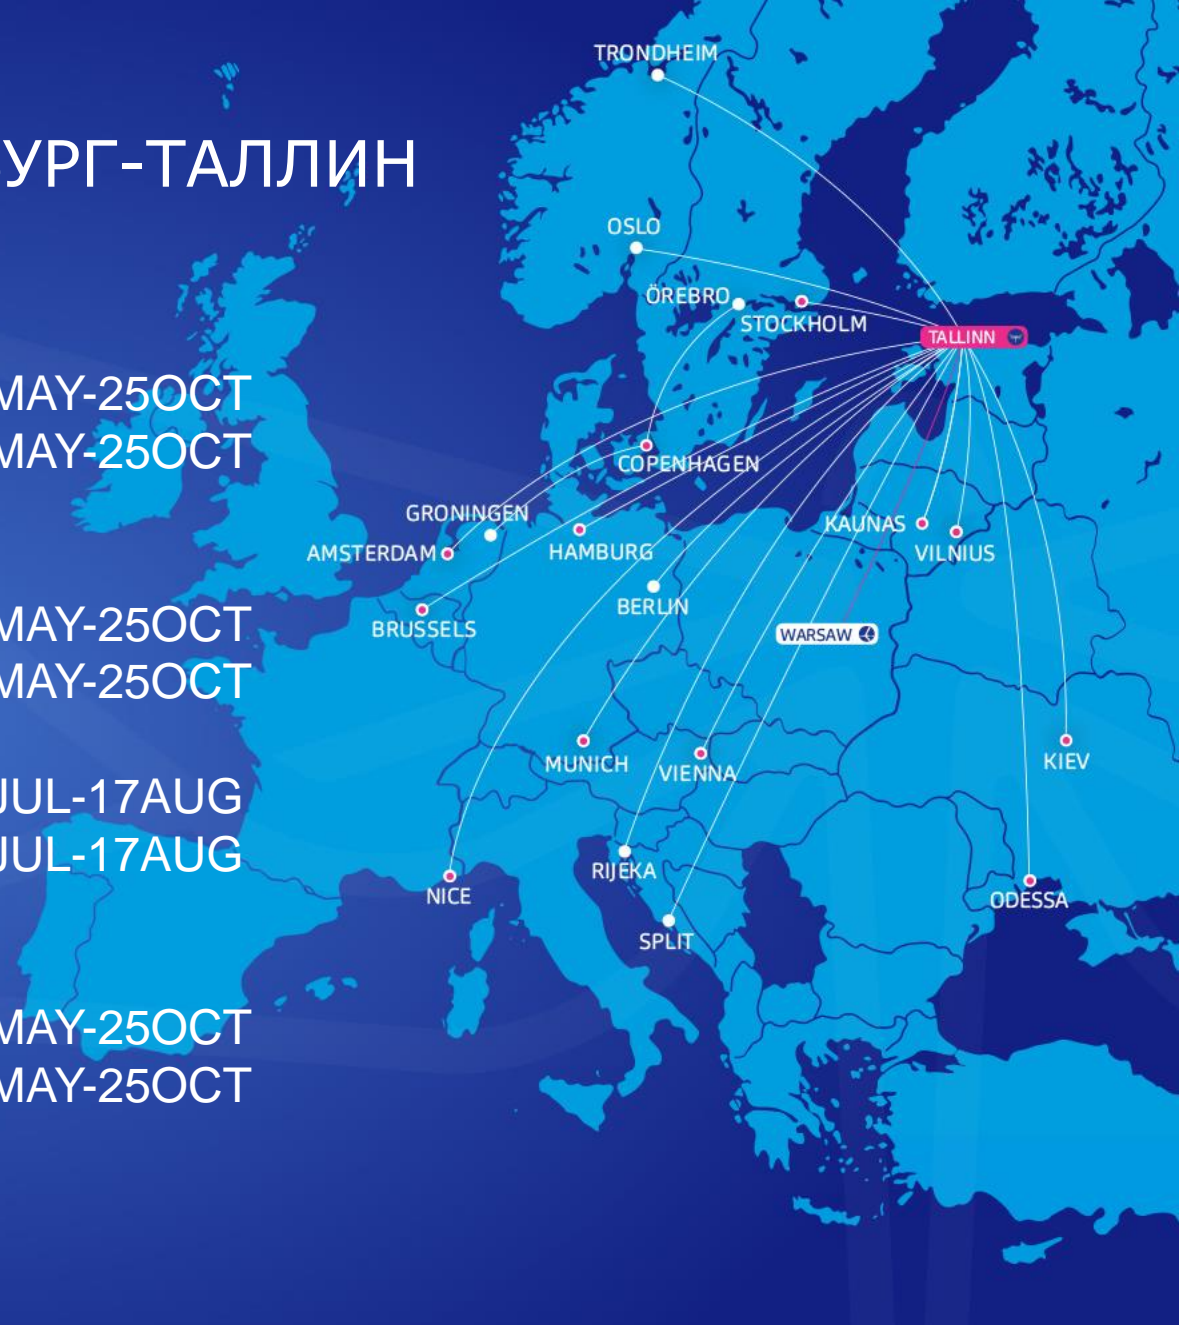 TRONDHEIM
УРГ-ТАЛЛИН
OSLO
ÖREBRO
STOCKHOLM
TALLINN
MAY-25OCT
MAY-25OCT
COPENHAGEN
GRONINGEN
KAUNAS
AMSTERDAM
HAMBURG
VILNIUS
BERLIN
MAY-25OCT
BRUSSELS
WARSAW
MAY-25OCT
MUNICH
VIENNA
KIEV
JUL-17AUG
JUL-17AUG
RIJEKA
NICE
ODESSA
SPLIT
MAY-25OCT
MAY-25OCT